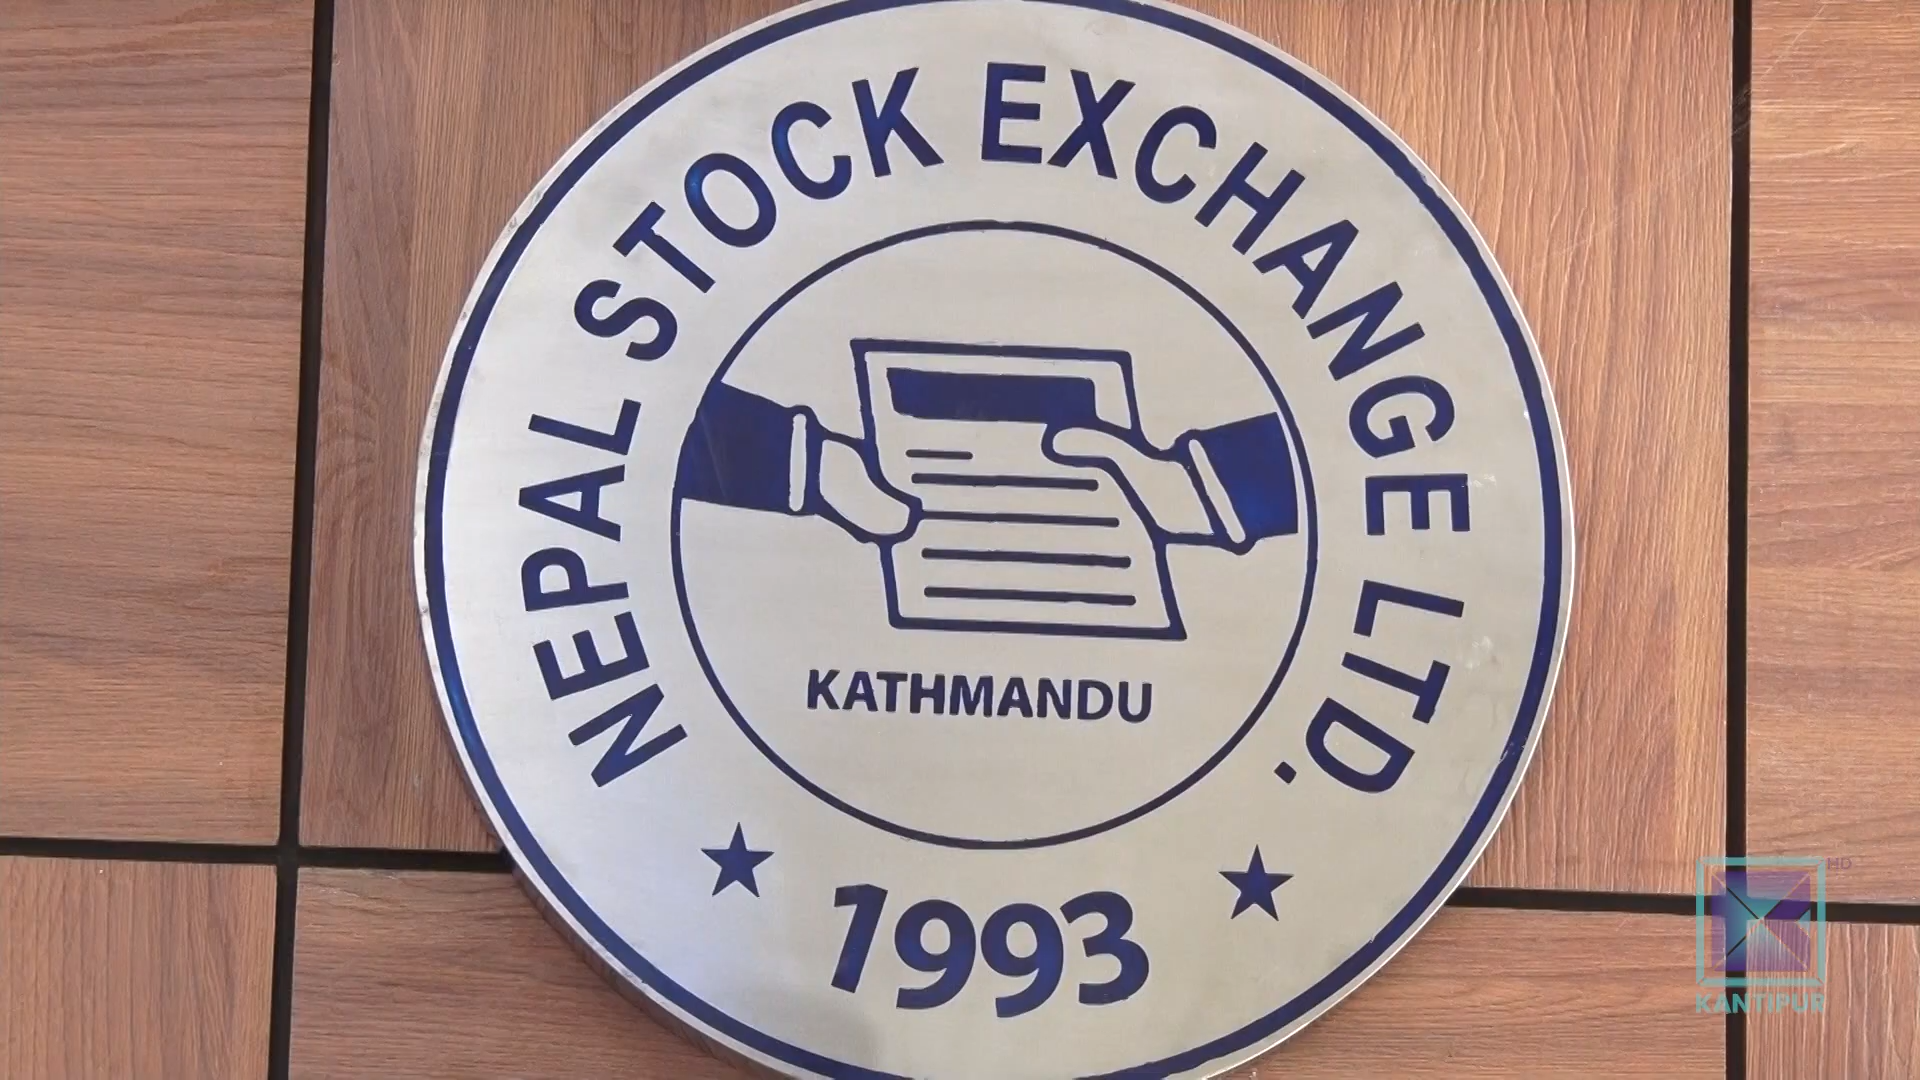 NEPAL STOCK EXCHANGE LTD.
KATHMANDU
1993
HD
KANTIPUR